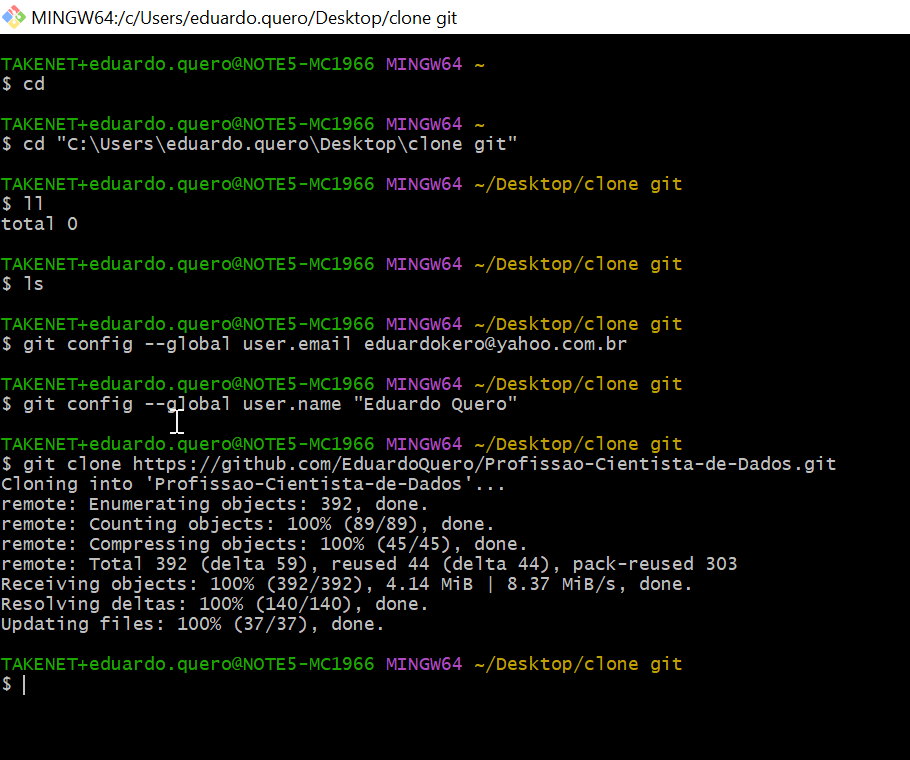 MINGW64:/c/Users/eduardo.quero/Desktop/clone git
TAKENET+eduardo.quero@NOTE5-MC1966 MINGW64 ~
$ cd
TAKENET+eduardo.quero@NOTE5-MC1966 MINGW64 ~
$ cd "C:\Users\eduardo.quero\Desktop\clone git"
TAKENET+eduardo.quero@NOTE5-MC1966 MINGW64 ~/Desktop/clone git
$ ll
total 0
TAKENET+eduardo.quero@NOTE5-MC1966 MINGW64 ~/Desktop/clone git
$ ls
TAKENET+eduardo.quero@NOTE5-MC1966 MINGW64 ~/Desktop/clone git
$ git config --global user.email eduardokero@yahoo.com.br
TAKENET+eduardo.quero@NOTE5-MC1966 MINGW64 ~/Desktop/clone git
$ git config --global user.name "Eduardo Quero"
TAKENET+eduardo.quero@NOTE5-MC1966 MINGW64 ~/Desktop/clone git
$ git clone https://github.com/EduardoQuero/Profissao-Cientista-de-Dados.git
Cloning into 'Profissao-Cientista-de-Dados'...
remote: Enumerating objects: 392, done.
remote: Counting objects: 100% (89/89), done.
remote: Compressing objects: 100% (45/45), done.
remote: Total 392 (delta 59), reused 44 (delta 44), pack-reused 303
Receiving objects: 100% (392/392), 4.14 MiB | 8.37 MiB/s, done.
Resolving deltas: 100% (140/140), done.
Updating files: 100% (37/37), done.
TAKENET+eduardo.quero@NOTE5-MC1966 MINGW64 ~/Desktop/clone git
$